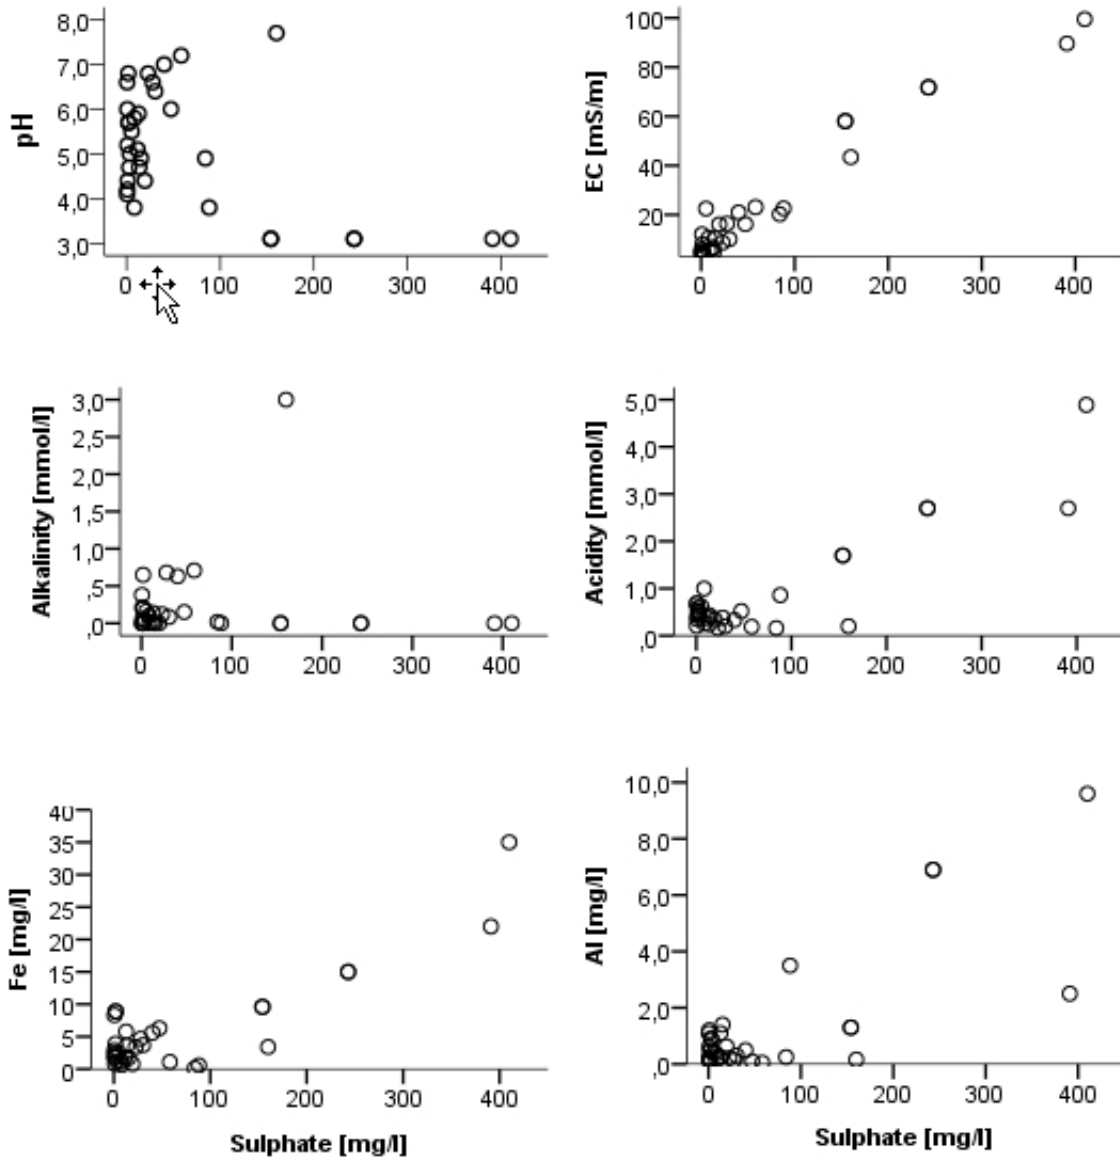 8,0
7,0
6,0
5,0
4,0
3,0
pH
0 100 200 300 400
100
80
60
40
20
EC [mS/m]
0 100 200 300 400
3,0
2,5
2,0
1,5
1,0
,5
,0
Alkalinity [mmol/l]
0 100 200 300 400
5,0
4,0
3,0
2,0
1,0
,0
Acidity [mmol/l]
0 100 200 300 400
40
35
30
25
20
15
10
5
0
Fe [mg/l]
0 100 200 300 400
Sulphate [mg/l]
10,0
8,0
6,0
4,0
2,0
,0
Al [mg/l]
0 100 200 300 400
Sulphate [mg/l]